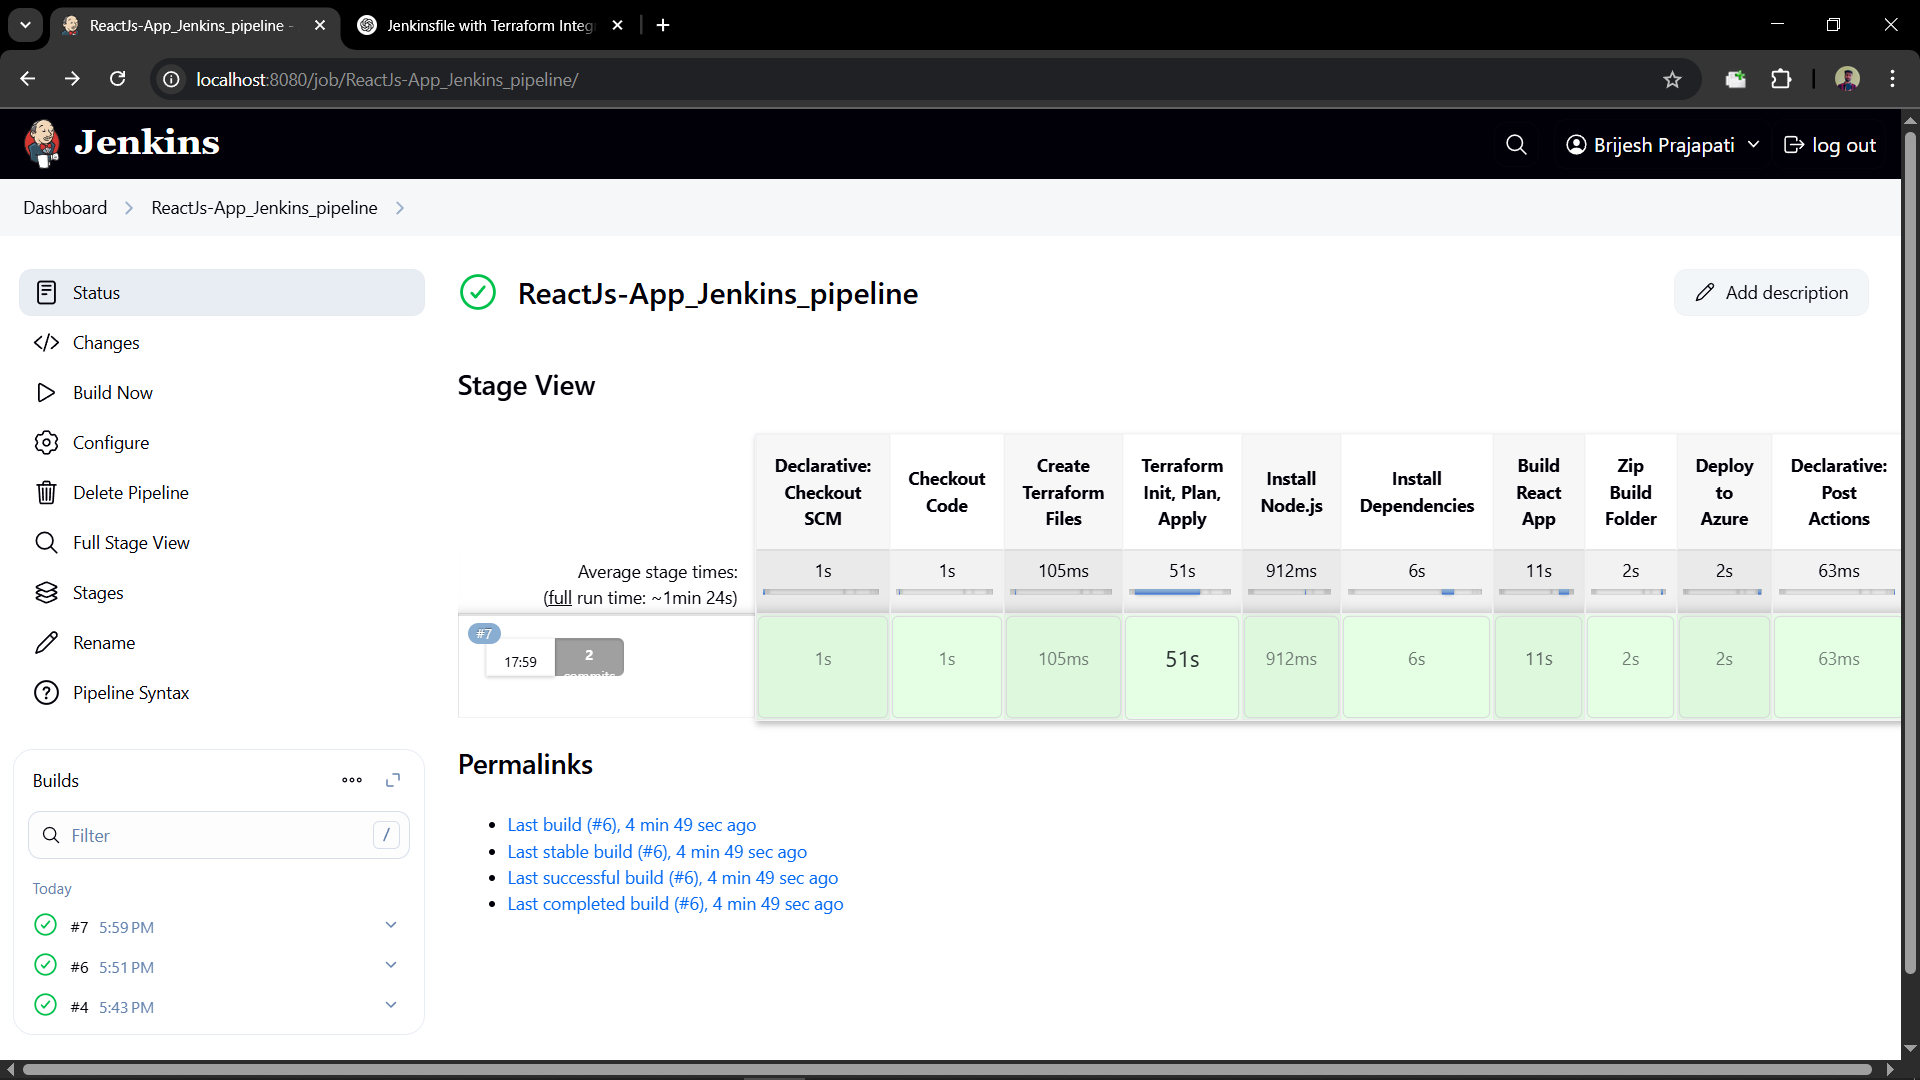 ReactJs-App_Jenkins_pipeline -
Jenkinsfile with Terraform Integ
localhost:8080/job/ReactJs-App_Jenkins_pipeline/
Jenkins
Brijesh Prajapati
log out
Dashboard
ReactJs-App_Jenkins_pipeline
Status
Changes
Build Now
Configure
Delete Pipeline
Full Stage View
Stages
Rename
Pipeline Syntax
Builds
Filter
/
Today
#7 5:59 PM
#6 5:51 PM
#4 5:43 PM
ReactJs-App_Jenkins_pipeline
Add description
Stage View
Declarative: Checkout SCM
Checkout Code
Create Terraform Files
Terraform Init, Plan, Apply
Install Node.js
Install Dependencies
Build React App
Zip Build Folder
Deploy to Azure
Declarative: Post Actions
Average stage times:
(full run time: ~1min 24s)
1s 1s 105ms 51s 912ms 6s 11s 2s 2s 63ms
#7
17:59
2
commits
1s 1s 105ms 51s 912ms 6s 11s 2s 2s 63ms
Permalinks
Last build (#6), 4 min 49 sec ago
Last stable build (#6), 4 min 49 sec ago
Last successful build (#6), 4 min 49 sec ago
Last completed build (#6), 4 min 49 sec ago